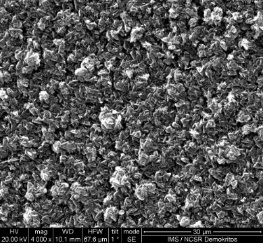 HV mag WD HFW tilt mode 30 µm
20.00 kV 4 000 x 10.1 mm 67.6 µm 1 ° SE IMS / NCSR Demokritos